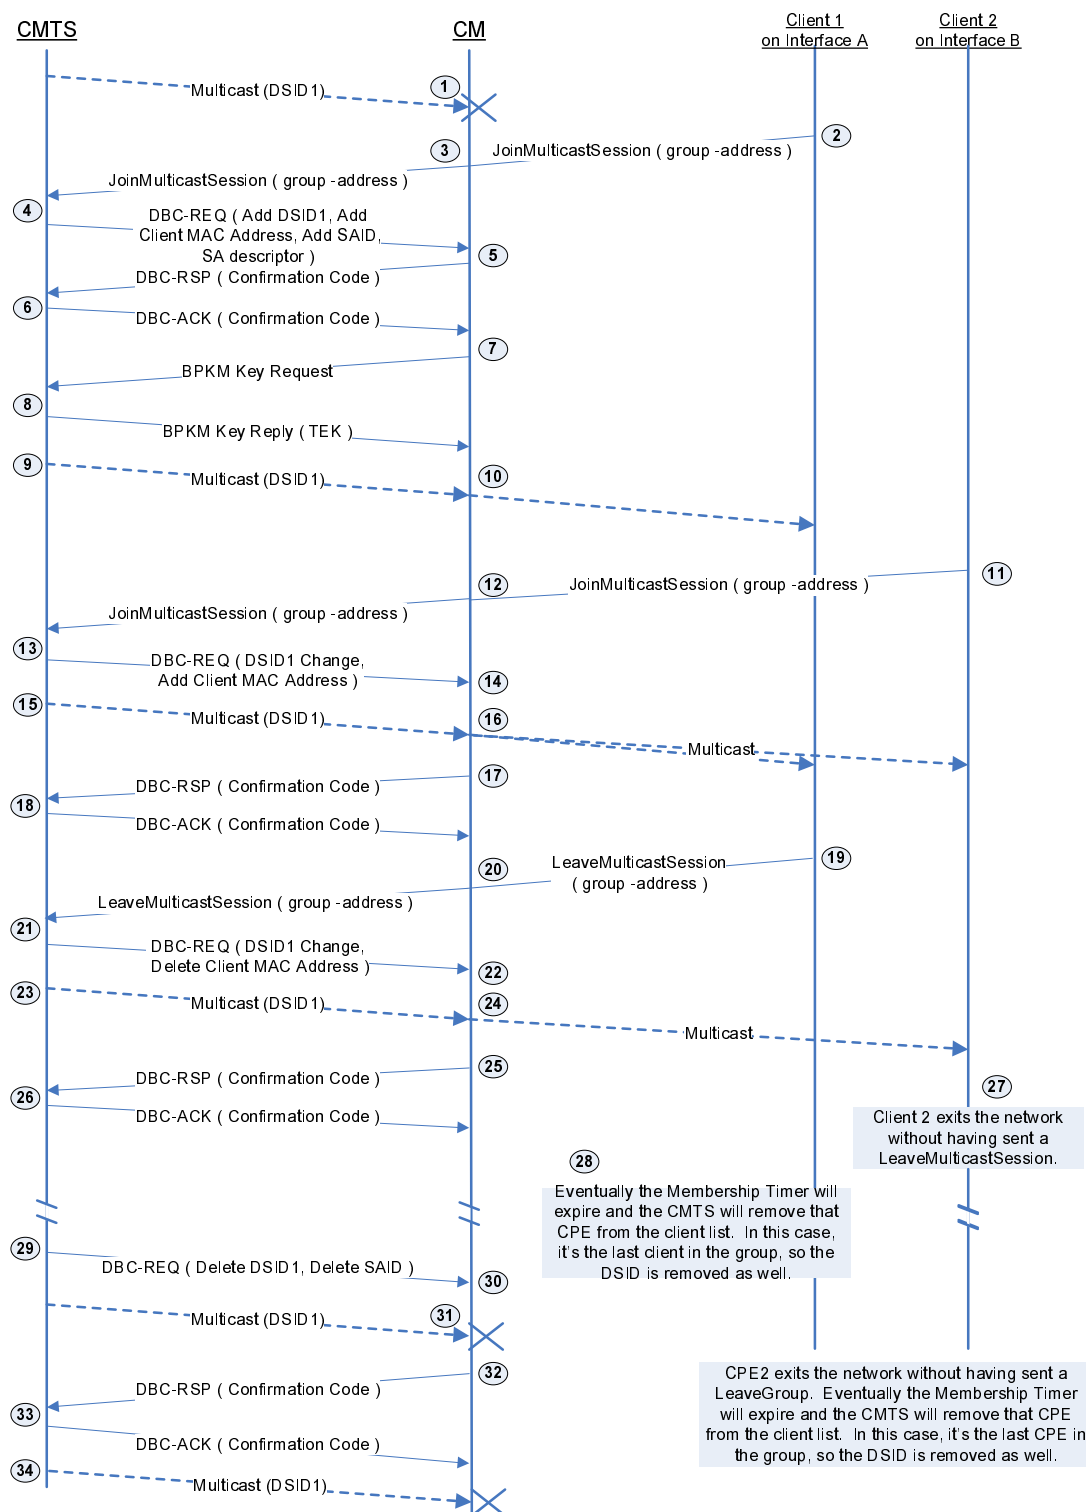 CMTS
CM
Client 1
on Interface A
Client 2
on Interface B
1
Multicast (DSID1)
2
3
JoinMulticastSession ( group -address )
JoinMulticastSession ( group -address )
4
DBC-REQ ( Add DSID1, Add
Client MAC Address, Add SAID,
SA descriptor )
5
DBC-RSP ( Confirmation Code )
6
DBC-ACK ( Confirmation Code )
7
BPKM Key Request
8
BPKM Key Reply ( TEK )
9
Multicast (DSID1)
10
11
12
JoinMulticastSession ( group -address )
JoinMulticastSession ( group -address )
13
DBC-REQ ( DSID1 Change,
Add Client MAC Address )
14
15
Multicast (DSID1)
16
Multicast
17
DBC-RSP ( Confirmation Code )
18
DBC-ACK ( Confirmation Code )
19
20
LeaveMulticastSession
( group -address )
LeaveMulticastSession ( group -address )
21
DBC-REQ ( DSID1 Change,
Delete Client MAC Address )
22
23
Multicast (DSID1)
24
Multicast
25
DBC-RSP ( Confirmation Code )
26
DBC-ACK ( Confirmation Code )
27
Client 2 exits the network
without having sent a
LeaveMulticastSession.
28
Eventually the Membership Timer will
expire and the CMTS will remove that
CPE from the client list.  In this case,
it's the last client in the group, so the
DSID is removed as well.
29
DBC-REQ ( Delete DSID1, Delete SAID )
30
31
Multicast (DSID1)
32
DBC-RSP ( Confirmation Code )
33
DBC-ACK ( Confirmation Code )
34
Multicast (DSID1)
CPE2 exits the network without having sent a
LeaveGroup.  Eventually the Membership Timer
will expire and the CMTS will remove that CPE
from the client list.  In this case, it's the last CPE in
the group, so the DSID is removed as well.